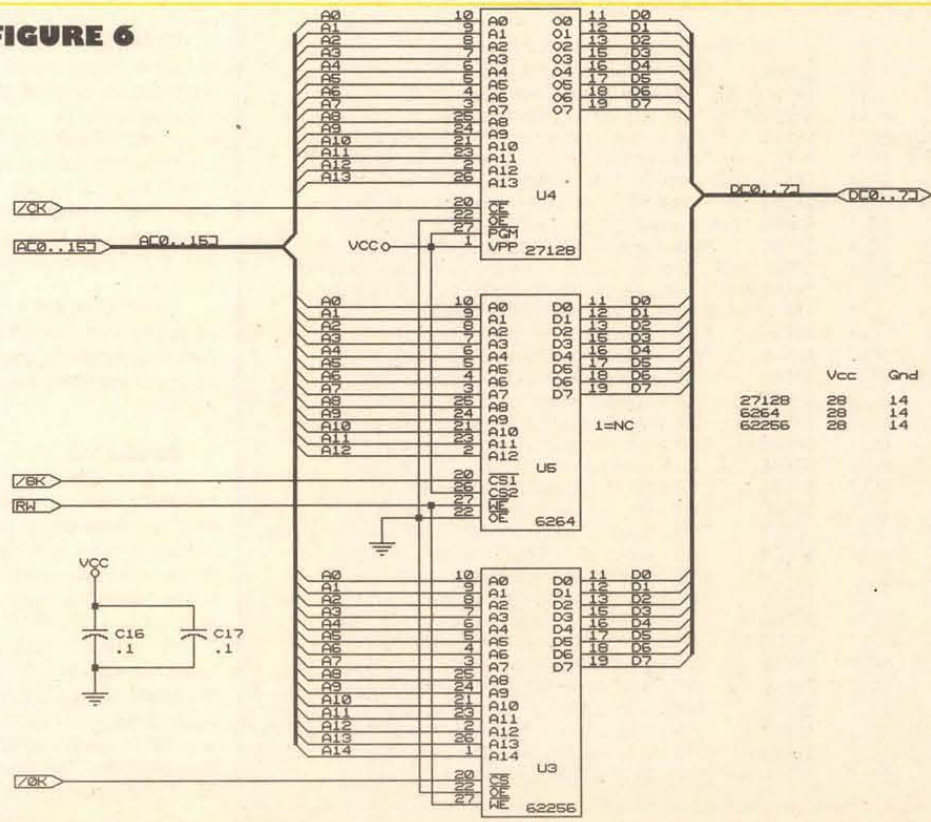 FIGURE 6
A0 10 A0 O0 11 D0
A1 9 A1 O1 12 D1
A2 8 A2 O2 13 D2
A3 7 A3 O3 15 D3
A4 6 A4 O4 16 D4
A5 5 A5 O5 17 D5
A6 4 A6 O6 18 D6
A7 3 A7 O7 19 D7
A8 25 A8
A9 24 A9
A10 21 A10
A11 23 A11
A12 2 A12
A13 26 A13
U4
/CK 20 CE
22 OE
27 PGM
VCC 1 VPP
27128
A[0..15] A[0..15]
D[0..7] D[0..7]
A0 10 A0 D0 11 D0
A1 9 A1 D1 12 D1
A2 8 A2 D2 13 D2
A3 7 A3 D3 15 D3
A4 6 A4 D4 16 D4
A5 5 A5 D5 17 D5
A6 4 A6 D6 18 D6
A7 3 A7 D7 19 D7
A8 25 A8
A9 24 A9
A10 21 A10
A11 23 A11
A12 2 A12
1=NC
U5
/8K 20 CS1
26 CS2
RW 27 WE
22 OE
6264
Vcc Gnd
27128 28 14
6264 28 14
62256 28 14
VCC
C16 .1
C17 .1
A0 10 A0 D0 11 D0
A1 9 A1 D1 12 D1
A2 8 A2 D2 13 D2
A3 7 A3 D3 15 D3
A4 6 A4 D4 16 D4
A5 5 A5 D5 17 D5
A6 4 A6 D6 18 D6
A7 3 A7 D7 19 D7
A8 25 A8
A9 24 A9
A10 21 A10
A11 23 A11
A12 2 A12
A13 26 A13
A14 1 A14
U3
/0K 20 CS
22 OE
27 WE
62256